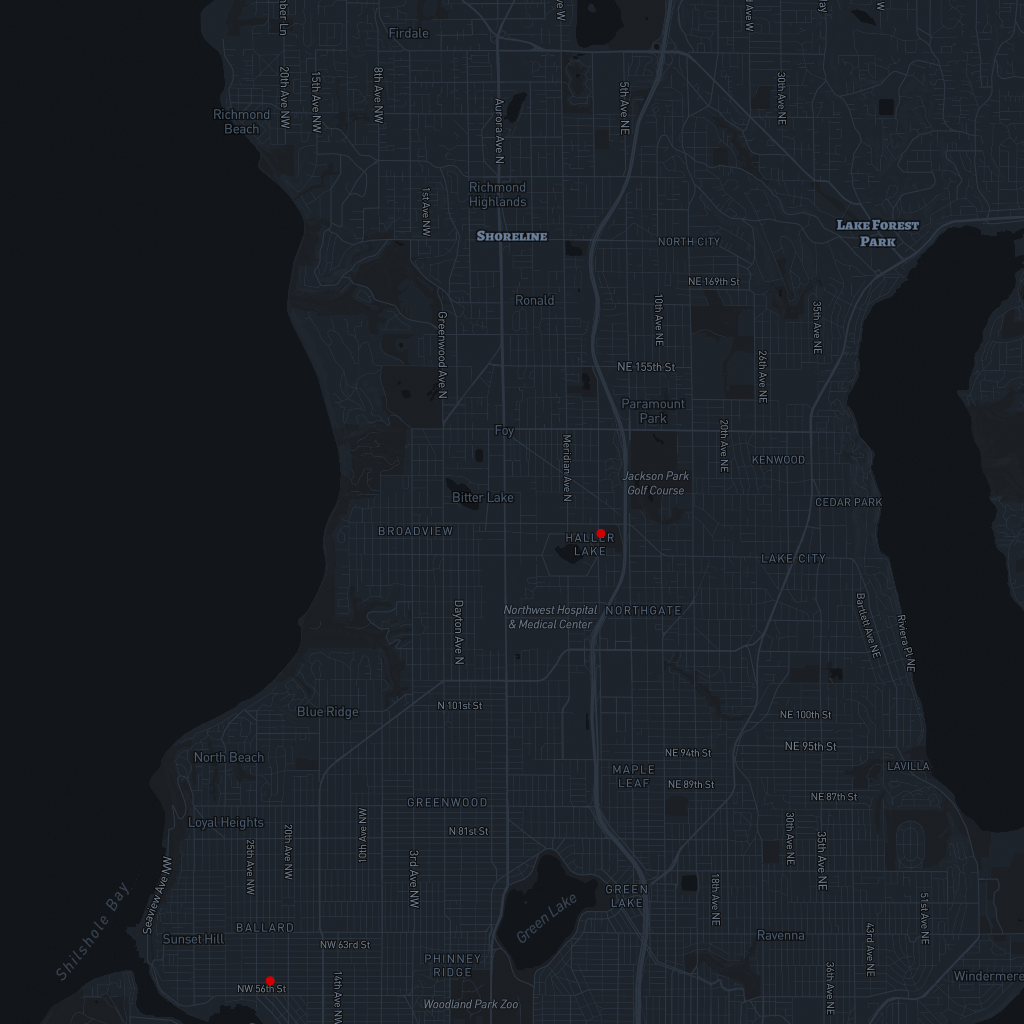 ber Ln
ve W
d Ave W
ay
W
Firdale
20th Ave NW
15th Ave NW
8th Ave NW
Aurora Ave N
5th Ave NE
30th Ave NE
Richmond
Beach
Richmond
Highlands
1st Ave NW
SHORELINE
NORTH CITY
LAKE FOREST
PARK
NE 169th St
Ronald
10th Ave NE
35th Ave NE
Greenwood Ave N
NE 155th St
26th Ave NE
Paramount
Park
Foy
Meridian Ave N
20th Ave NE
KENWOOD
Jackson Park
Golf Course
Bitter Lake
CEDAR PARK
BROADVIEW
HALLER
LAKE
LAKE CITY
Northwest Hospital
& Medical Center
NORTHGATE
Dayton Ave N
Bartlett Ave NE
Riviera Pl NE
Blue Ridge
N 101st St
NE 100th St
NE 95th St
NE 94th St
North Beach
MAPLE
LEAF
NE 89th St
LAVILLA
NE 87th St
GREENWOOD
Loyal Heights
N 81st St
10th Ave NW
20th Ave NW
25th Ave NW
3rd Ave NW
30th Ave NE
35th Ave NE
Seaview Ave NW
Shilshole Bay
Green Lake
GREEN
LAKE
18th Ave NE
51st Ave NE
BALLARD
Sunset Hill
NW 63rd St
Ravenna
43rd Ave NE
PHINNEY
RIDGE
NW 56th St
14th Ave NW
36th Ave NE
Windermere
Woodland Park Zoo